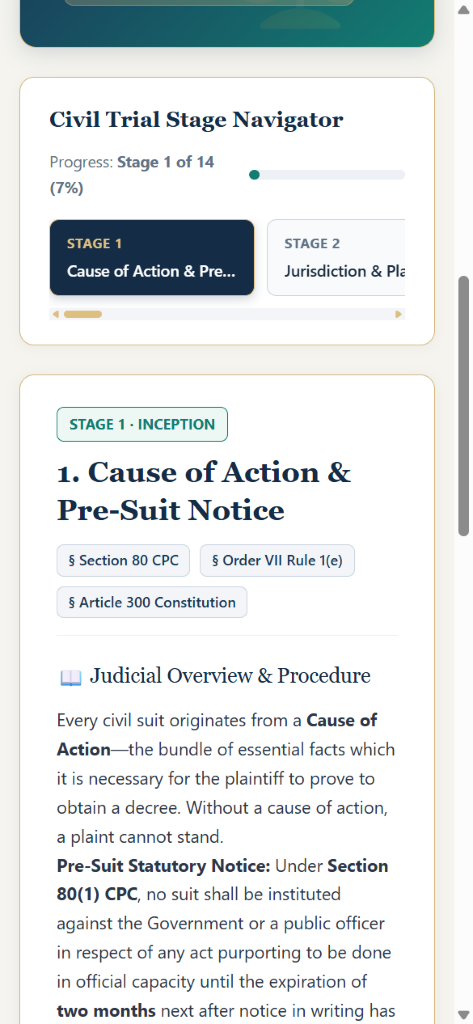 Civil Trial Stage Navigator
Progress: Stage 1 of 14
(7%)
STAGE 1
Cause of Action & Pre...
STAGE 2
Jurisdiction & Pla
STAGE 1 · INCEPTION
1. Cause of Action &
Pre-Suit Notice
§ Section 80 CPC
§ Order VII Rule 1(e)
§ Article 300 Constitution
Judicial Overview & Procedure
Every civil suit originates from a Cause of
Action—the bundle of essential facts which
it is necessary for the plaintiff to prove to
obtain a decree. Without a cause of action,
a plaint cannot stand.
Pre-Suit Statutory Notice: Under Section
80(1) CPC, no suit shall be instituted
against the Government or a public officer
in respect of any act purporting to be done
in official capacity until the expiration of
two months next after notice in writing has